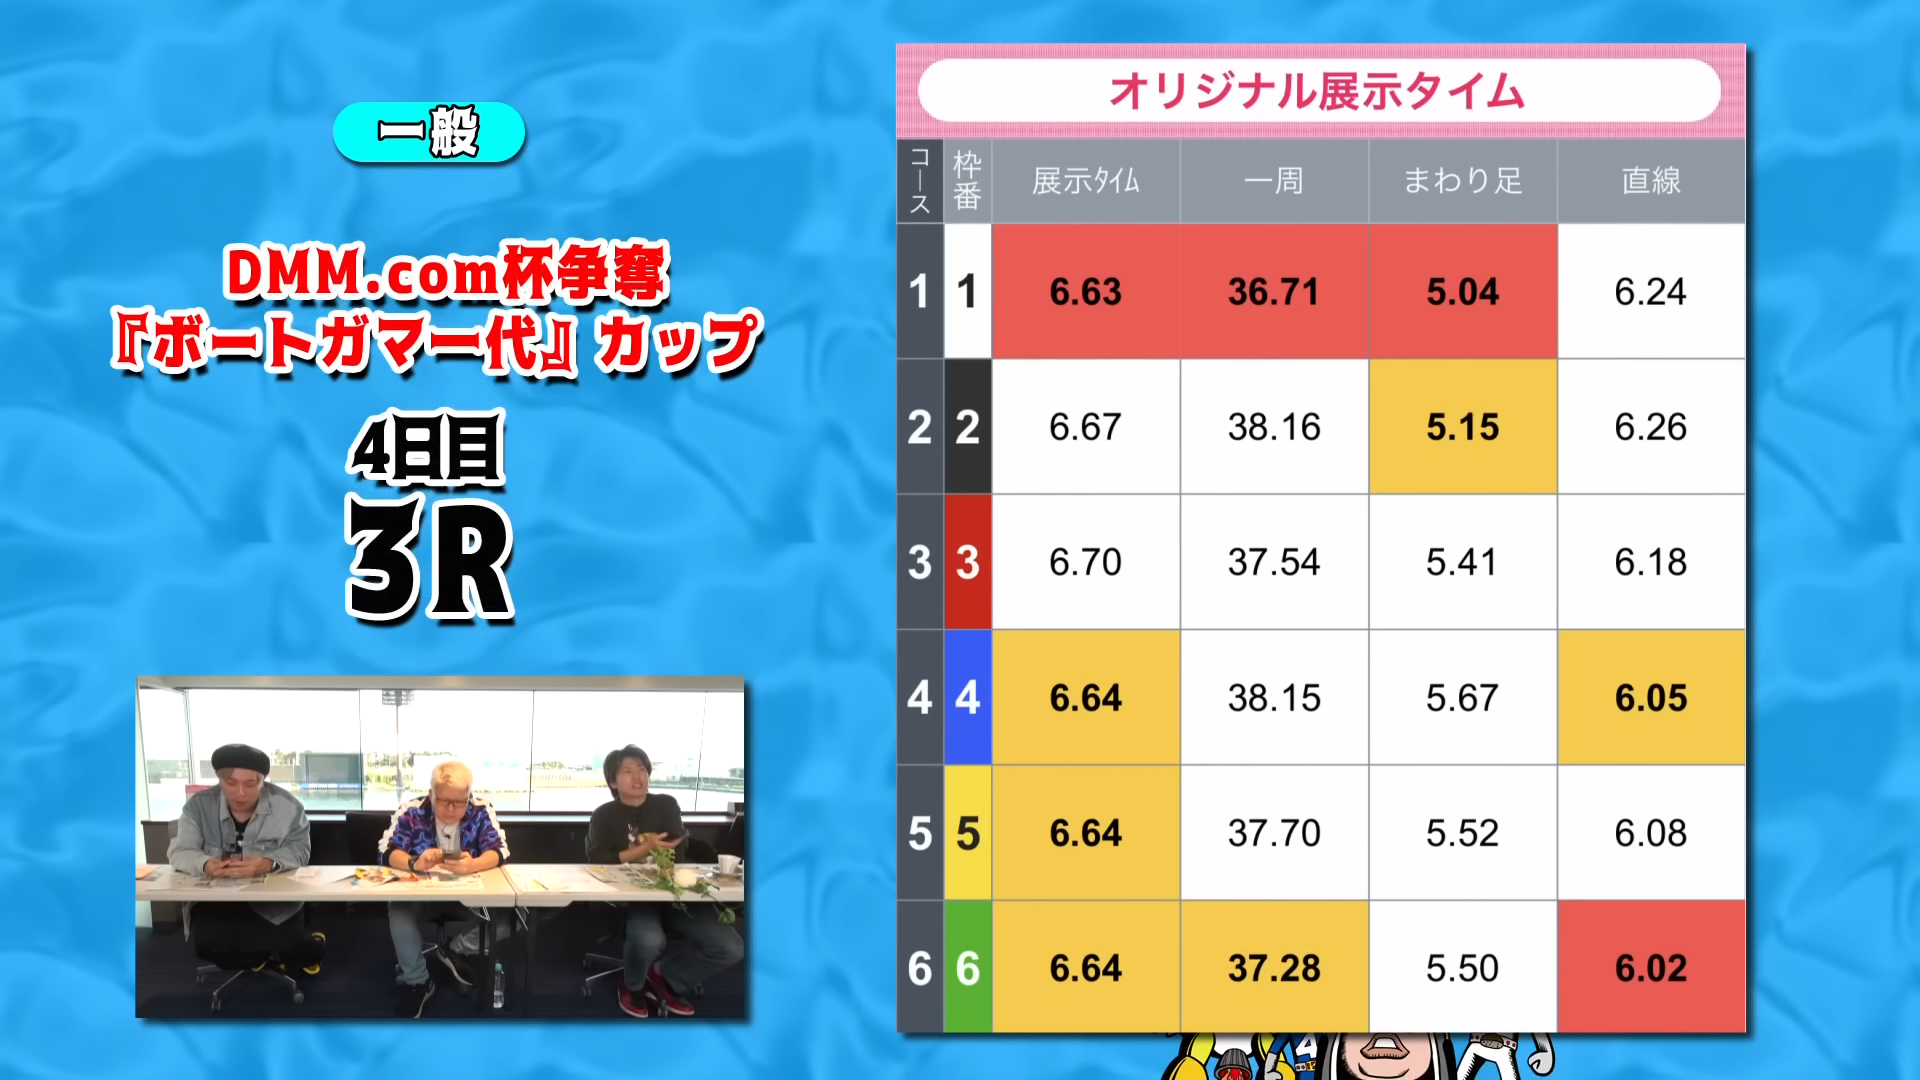 一般
DMM.com杯争奪
『ボートガマー代』カップ
4日目
3R
オリジナル展示タイム
コース 枠番 展示ﾀｲﾑ 一周 まわり足 直線
1 1 6.63 36.71 5.04 6.24
2 2 6.67 38.16 5.15 6.26
3 3 6.70 37.54 5.41 6.18
4 4 6.64 38.15 5.67 6.05
5 5 6.64 37.70 5.52 6.08
6 6 6.64 37.28 5.50 6.02
4